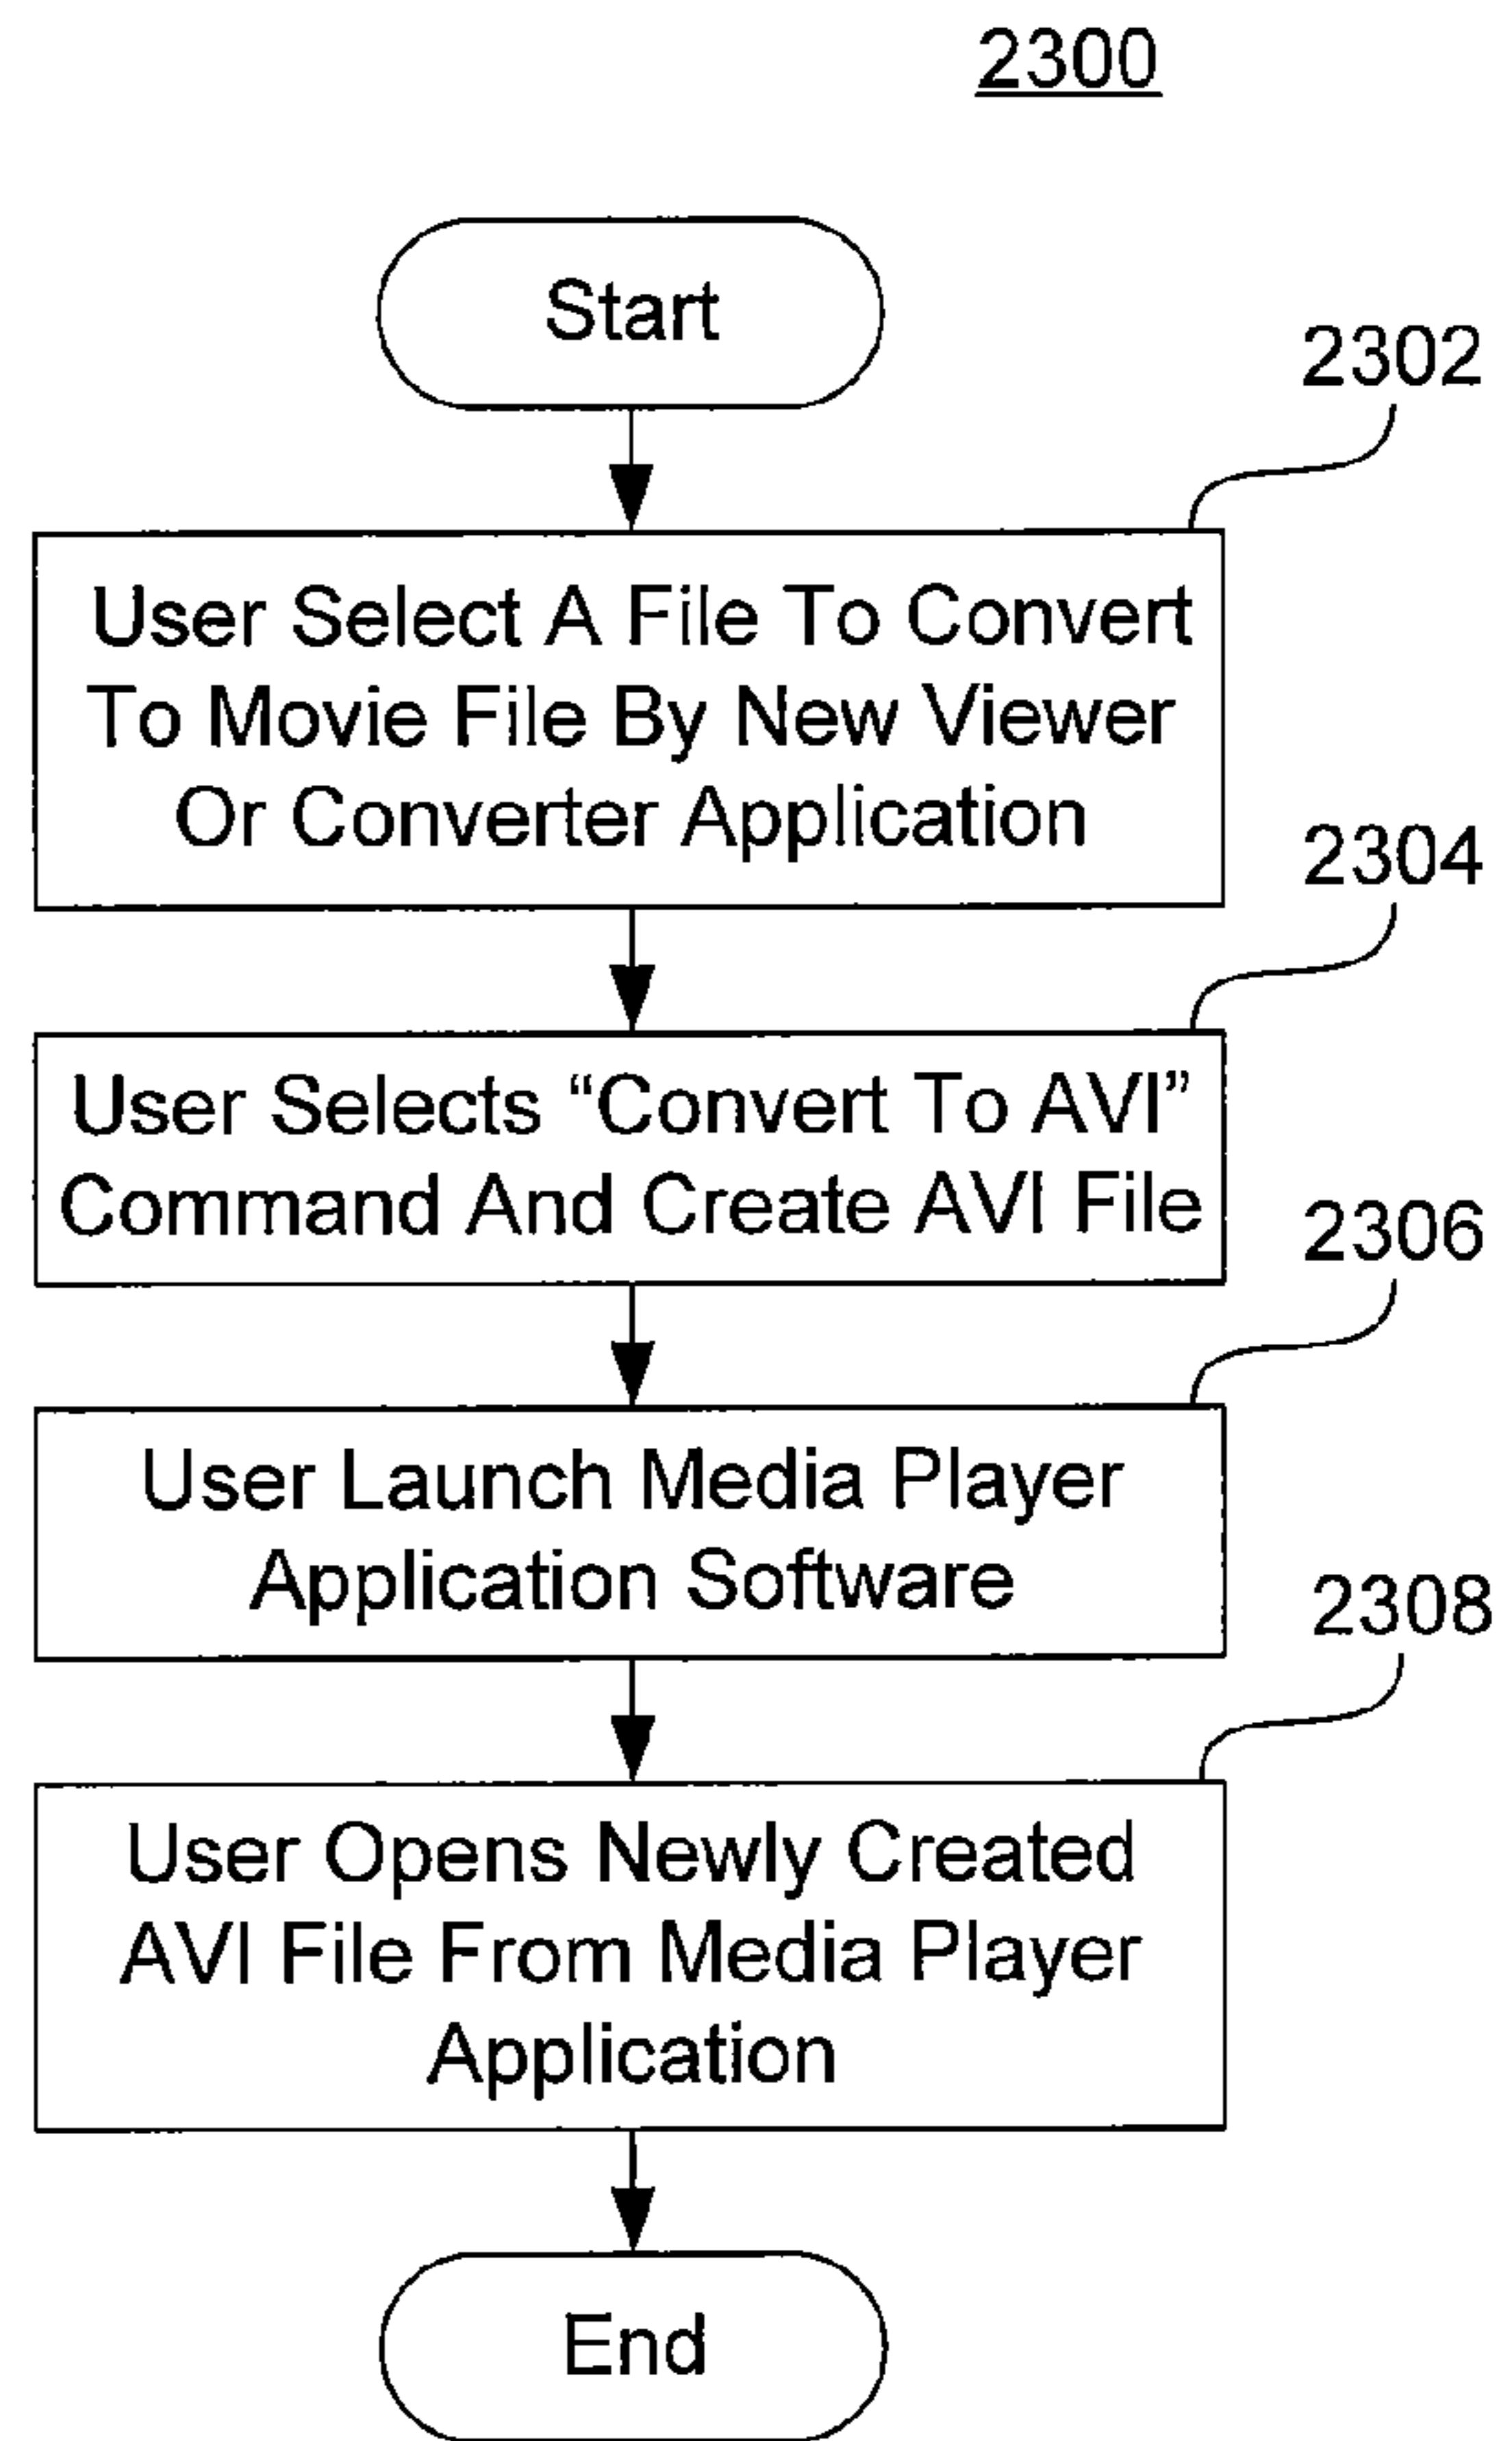 2300
Start
2302
User Select A File To Convert
To Movie File By New Viewer
Or Converter Application
2304
User Selects “Convert To AVI”
Command And Create AVI File
2306
User Launch Media Player
Application Software
2308
User Opens Newly Created
AVI File From Media Player
Application
End